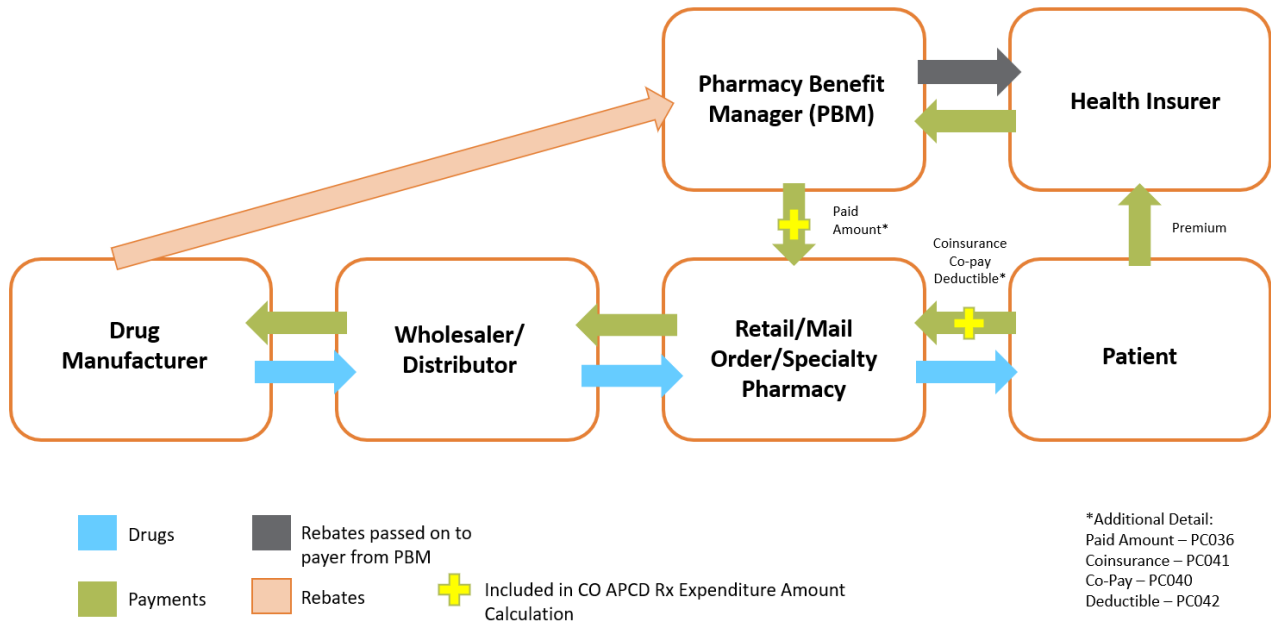 Pharmacy Benefit
Manager (PBM)
Health Insurer
Paid
Amount*
Coinsurance
Co-pay
Deductible*
Premium
Drug
Manufacturer
Wholesaler/
Distributor
Retail/Mail
Order/Specialty
Pharmacy
Patient
Drugs
Rebates passed on to
payer from PBM
Payments
Rebates
Included in CO APCD Rx Expenditure Amount
Calculation
*Additional Detail:
Paid Amount – PC036
Coinsurance – PC041
Co-Pay – PC040
Deductible – PC042